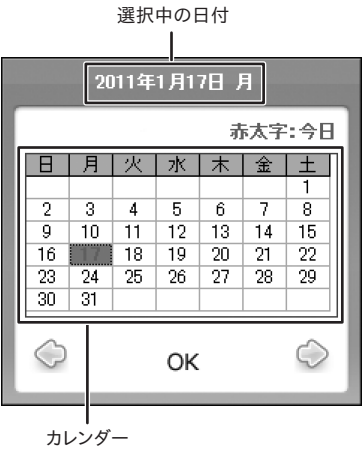 選択中の日付
2011年1月17日 月
赤太字:今日
日 月 火 水 木 金 土
1
2 3 4 5 6 7 8
9 10 11 12 13 14 15
16 17 18 19 20 21 22
23 24 25 26 27 28 29
30 31
OK
カレンダー